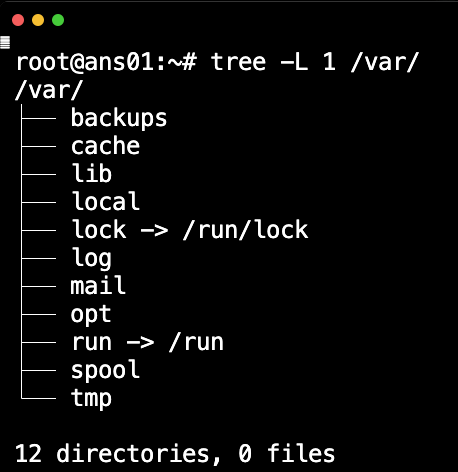 root@ans01:~# tree -L 1 /var/
/var/
├── backups
├── cache
├── lib
├── local
├── lock -> /run/lock
├── log
├── mail
├── opt
├── run -> /run
├── spool
└── tmp

12 directories, 0 files